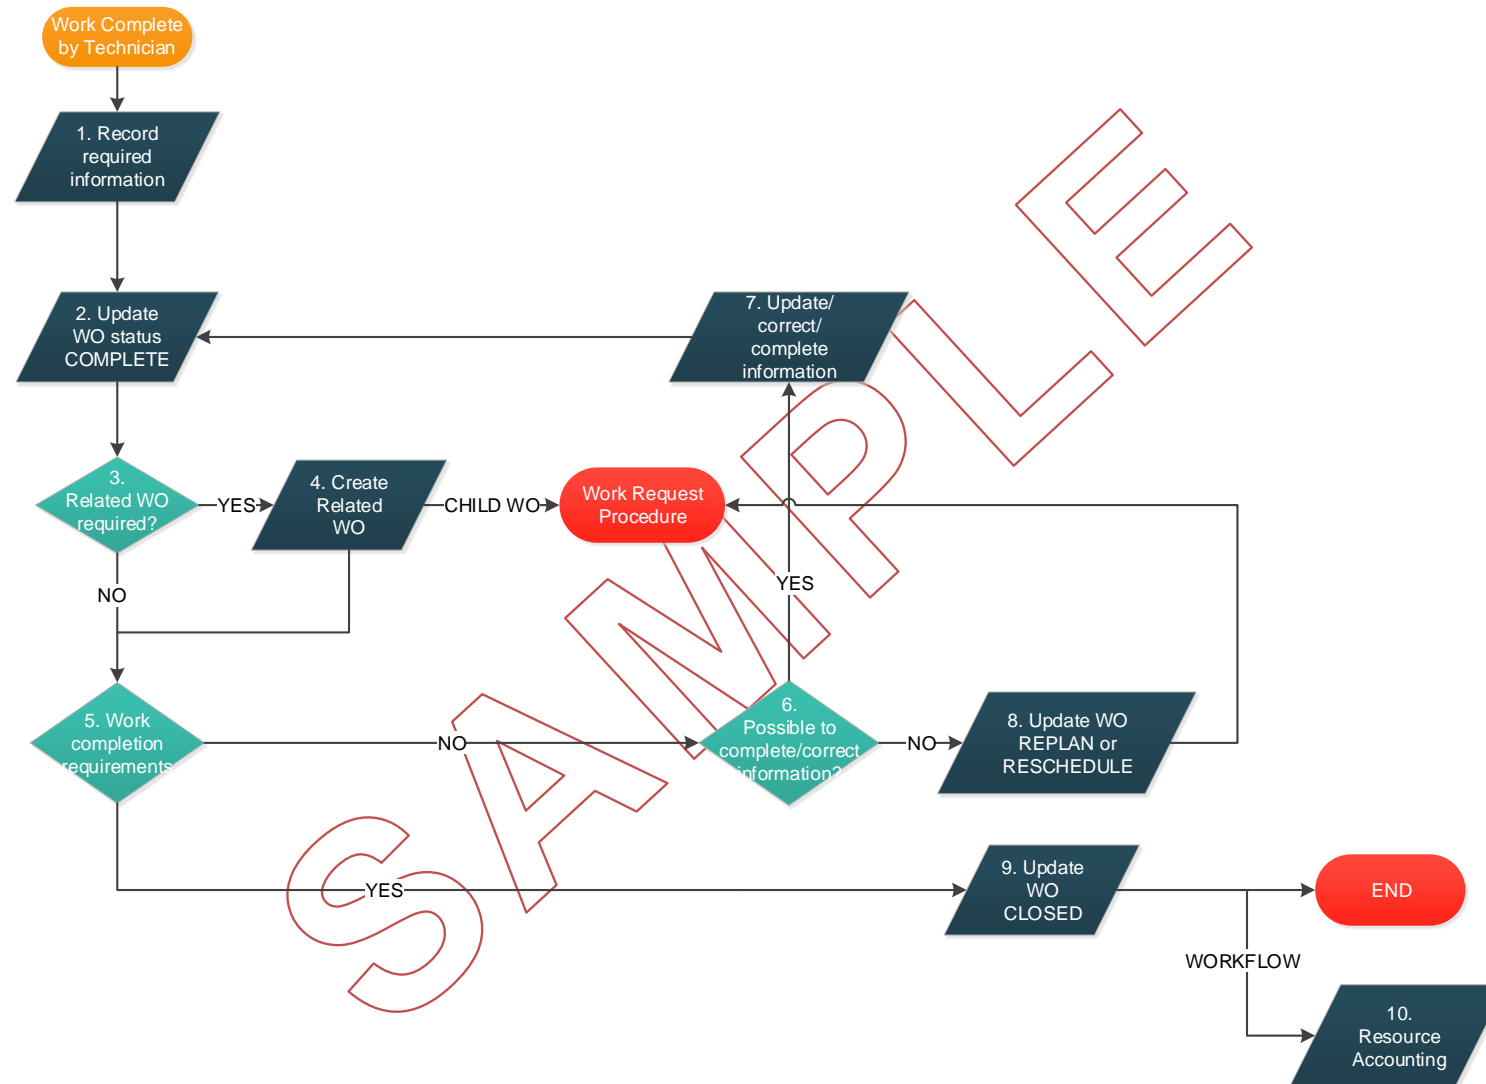 Work Complete
by Technician
1. Record
required
information
2. Update
WO status
COMPLETE
7. Update/
correct/
complete
information
3.
Related WO
required?
YES
4. Create
Related
WO
CHILD WO
Work Request
Procedure
NO
YES
5. Work
completion
requirements
NO
6.
Possible to
complete/correct
information?
NO
8. Update WO
REPLAN or
RESCHEDULE
YES
9. Update
WO
CLOSED
END
WORKFLOW
10.
Resource
Accounting
SAMPLE